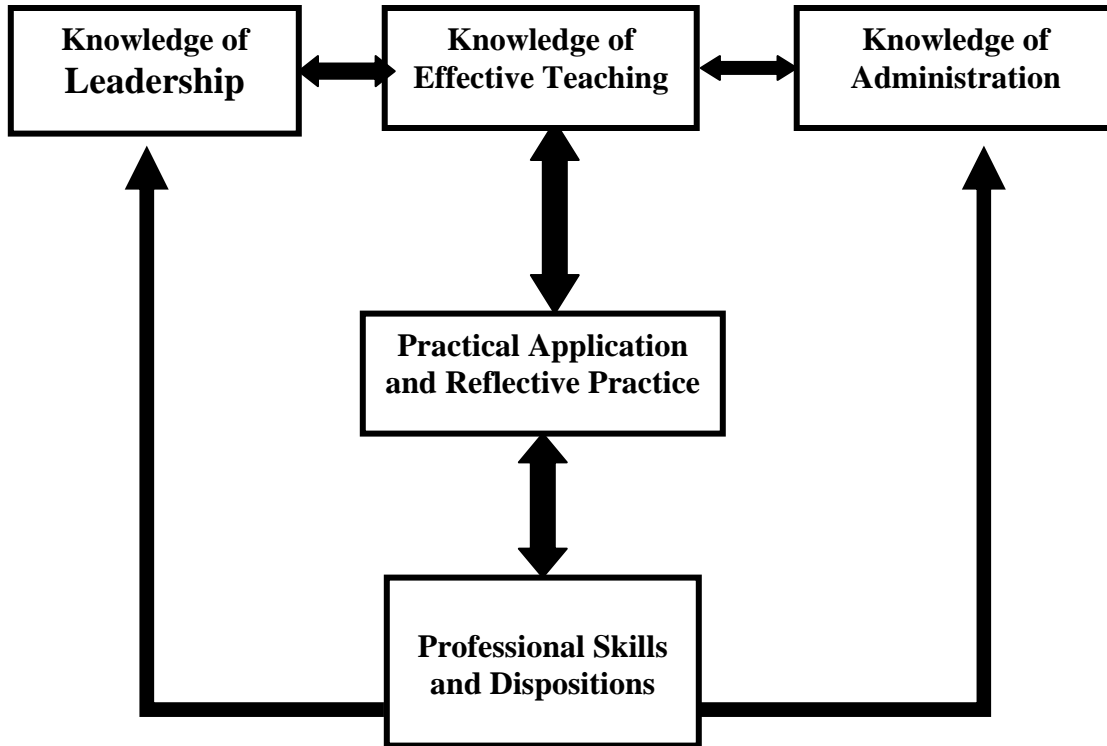 Knowledge of
Leadership
Knowledge of
Effective Teaching
Knowledge of
Administration
Practical Application
and Reflective Practice
Professional Skills
and Dispositions